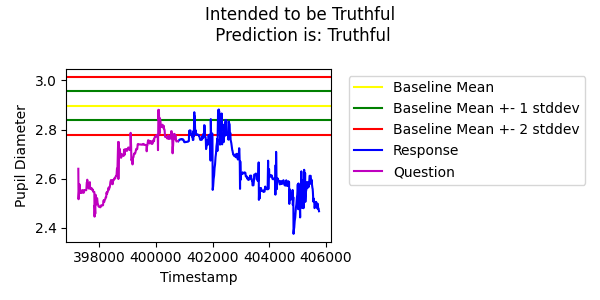 Intended to be Truthful
Prediction is: Truthful
3.0
2.8
2.6
2.4
Pupil Diameter
398000 400000 402000 404000 406000
Timestamp
Baseline Mean
Baseline Mean +- 1 stddev
Baseline Mean +- 2 stddev
Response
Question